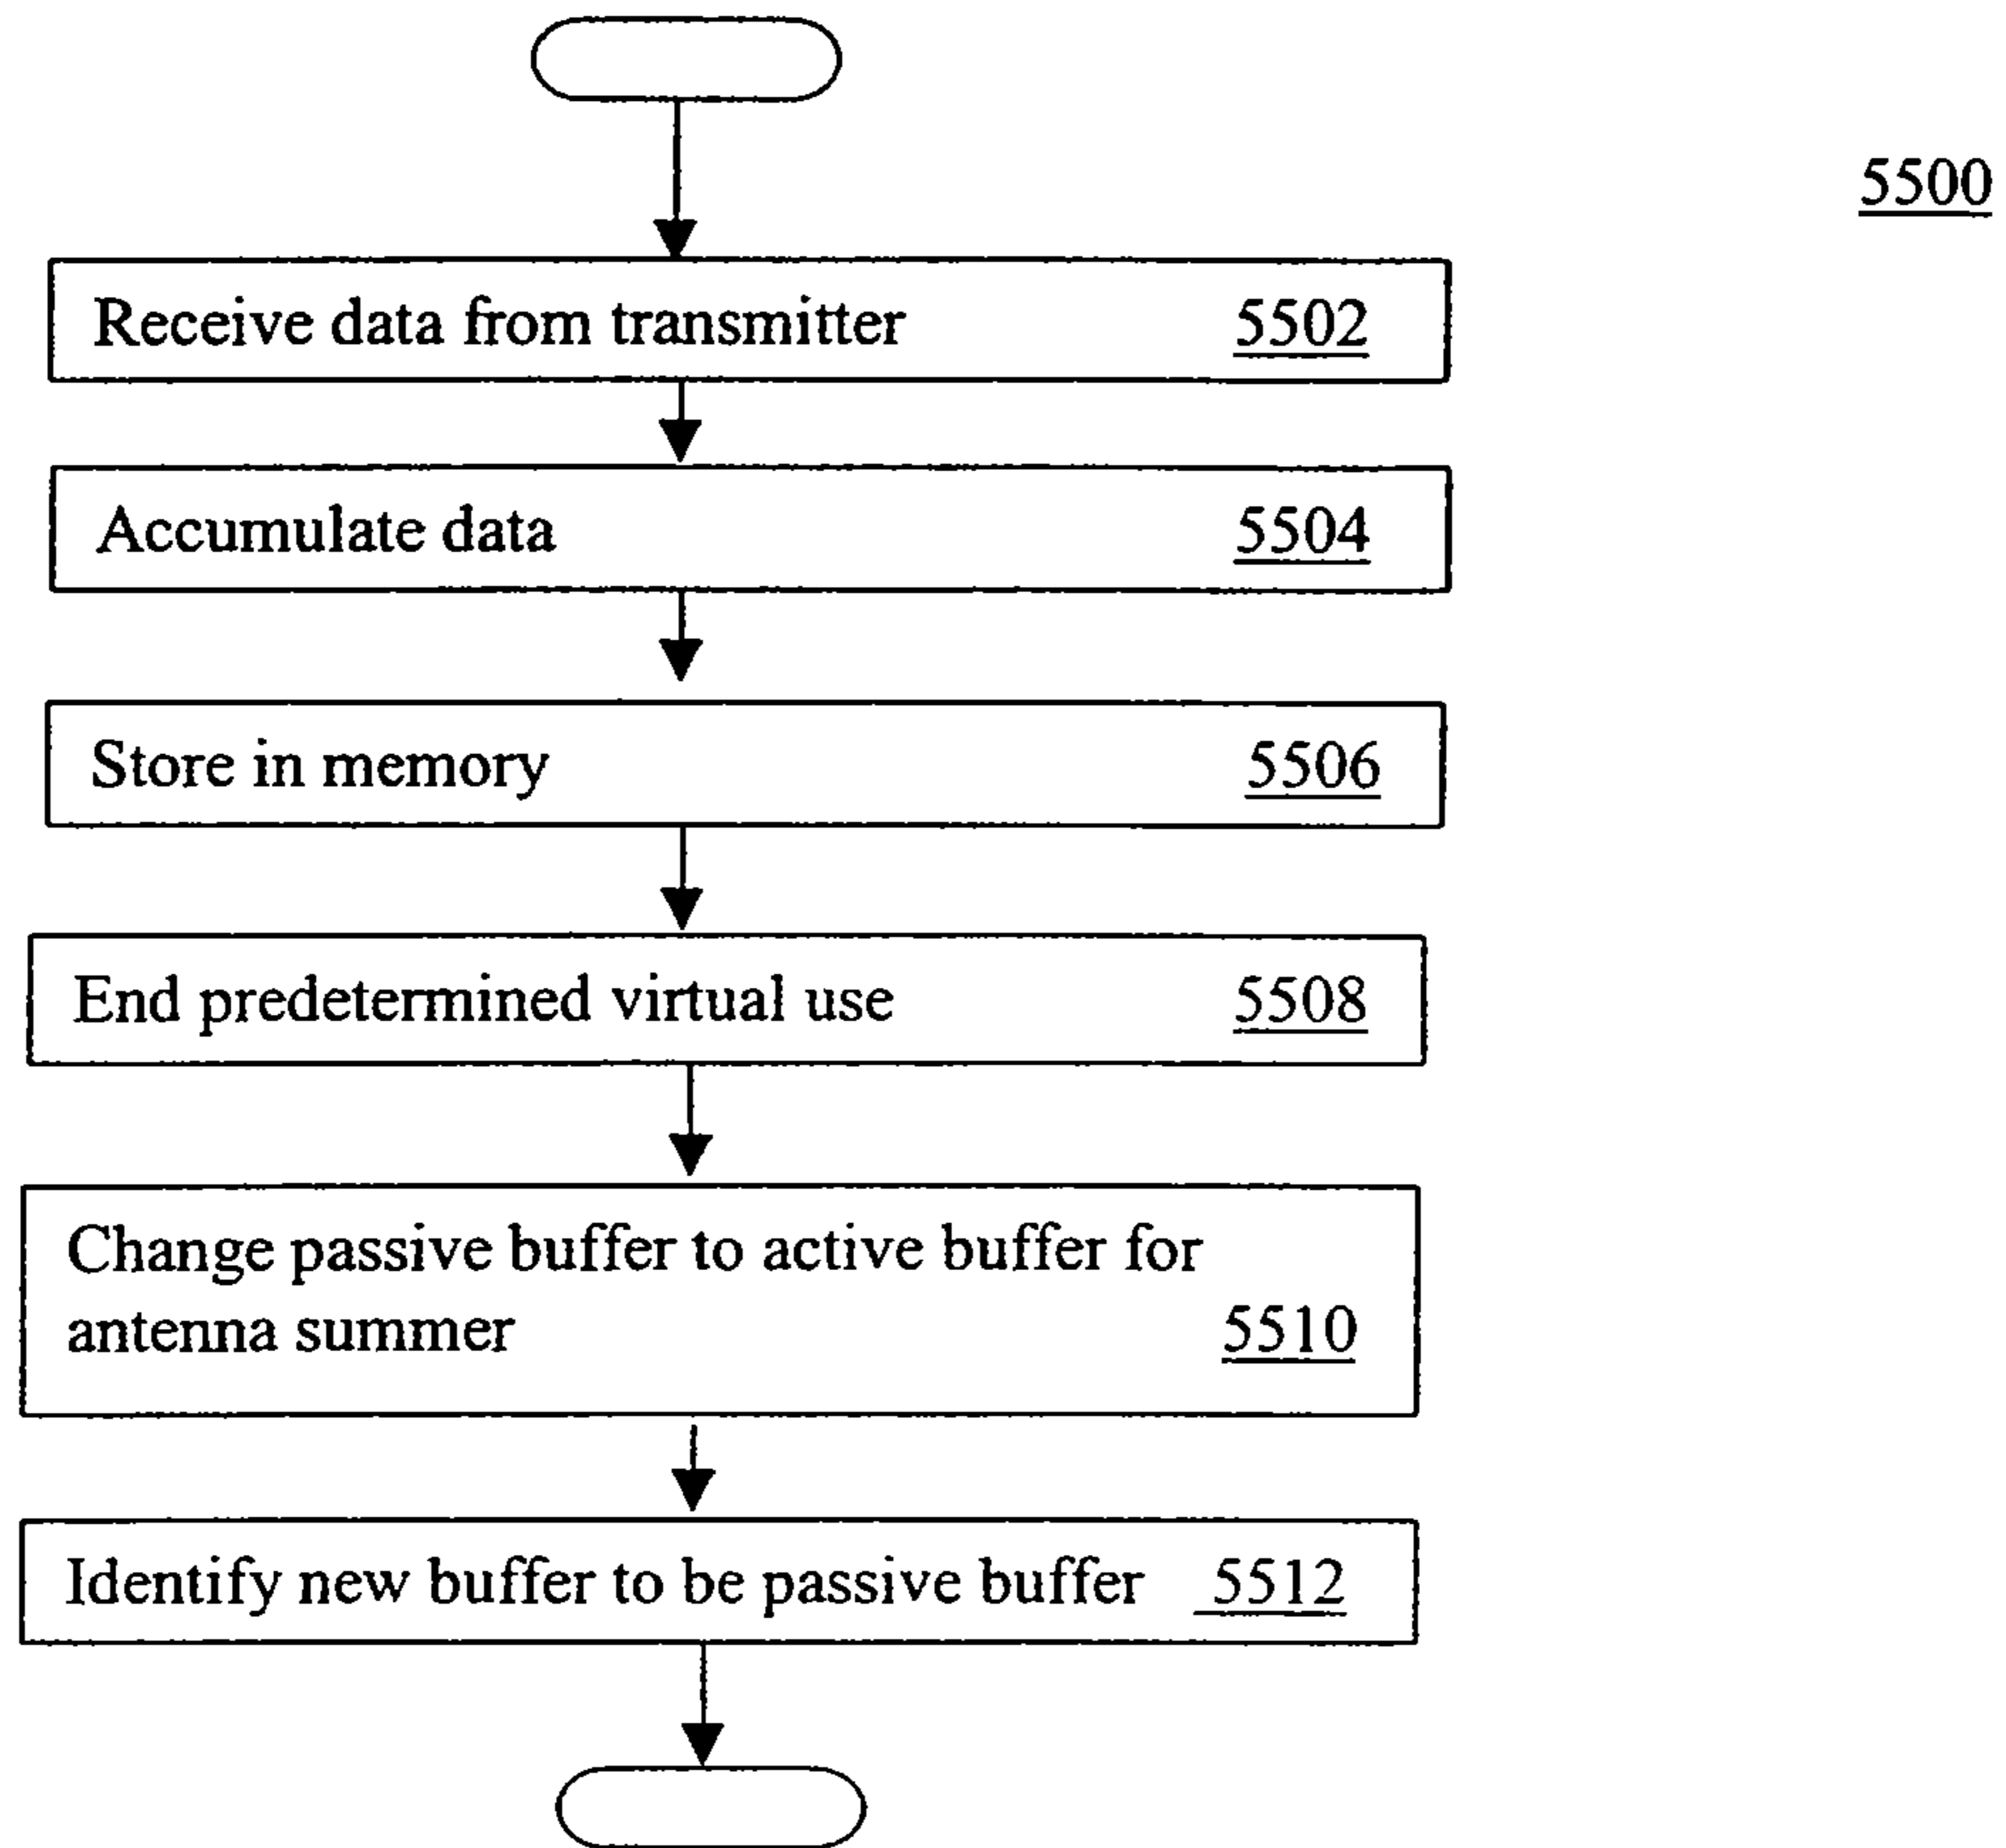 5500
Receive data from transmitter 5502
Accumulate data 5504
Store in memory 5506
End predetermined virtual use 5508
Change passive buffer to active buffer for
antenna summer 5510
Identify new buffer to be passive buffer 5512